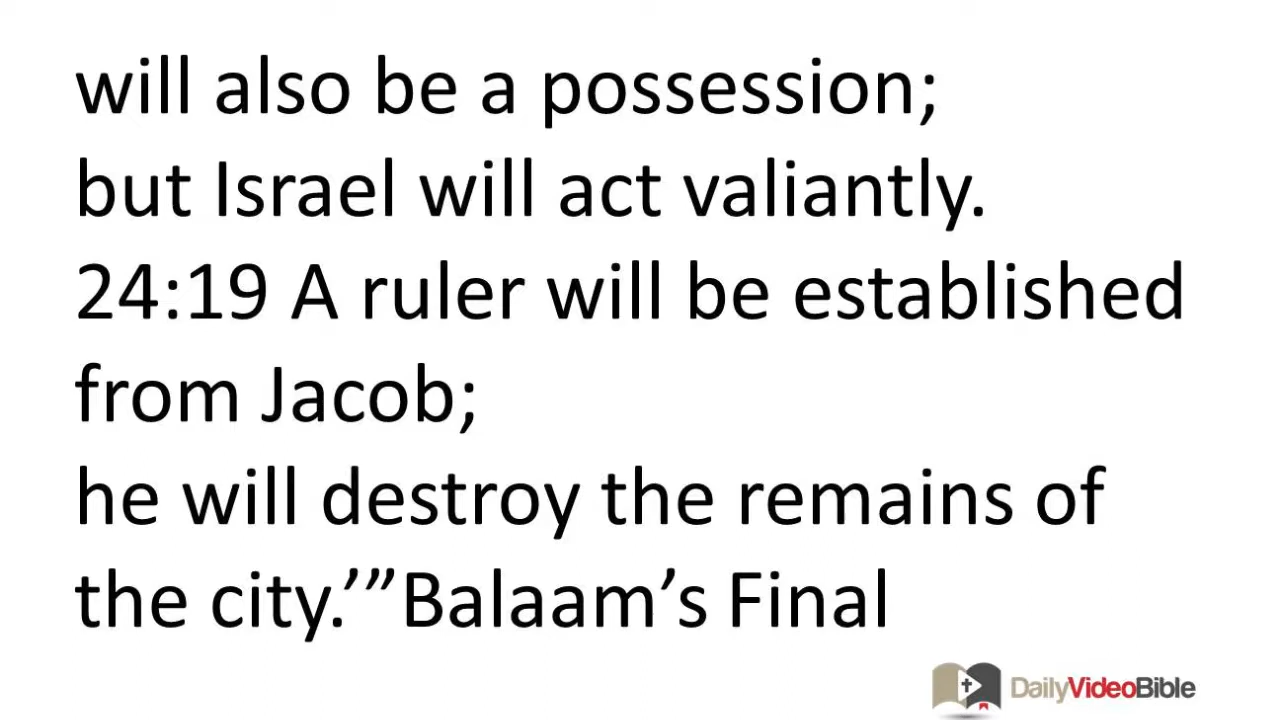 will also be a possession;
but Israel will act valiantly.
24:19 A ruler will be established
from Jacob;
he will destroy the remains of
the city.’”Balaam’s Final
DailyVideoBible